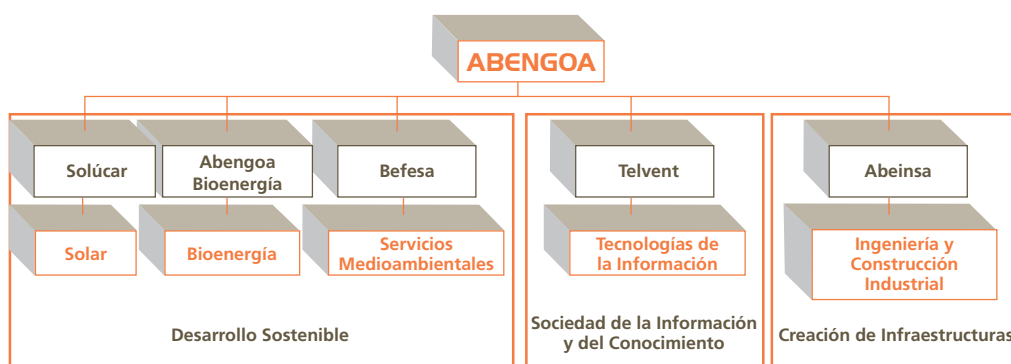 ABENGOA
Solúcar
Abengoa
Bioenergía
Befesa
Telvent
Abeinsa
Solar
Bioenergía
Servicios
Medioambientales
Tecnologías de
la Información
Ingeniería y
Construcción
Industrial
Desarrollo Sostenible
Sociedad de la Información
y del Conocimiento
Creación de Infraestructuras